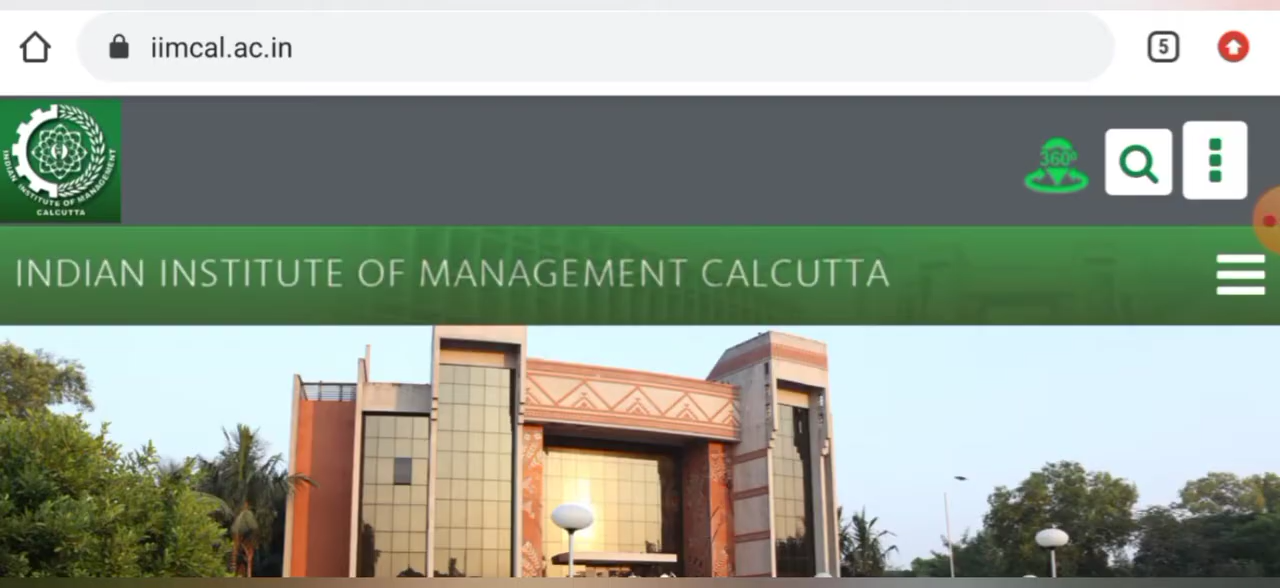 iimcal.ac.in
5
360°
INDIAN INSTITUTE OF MANAGEMENT
CALCUTTA
INDIAN INSTITUTE OF MANAGEMENT CALCUTTA